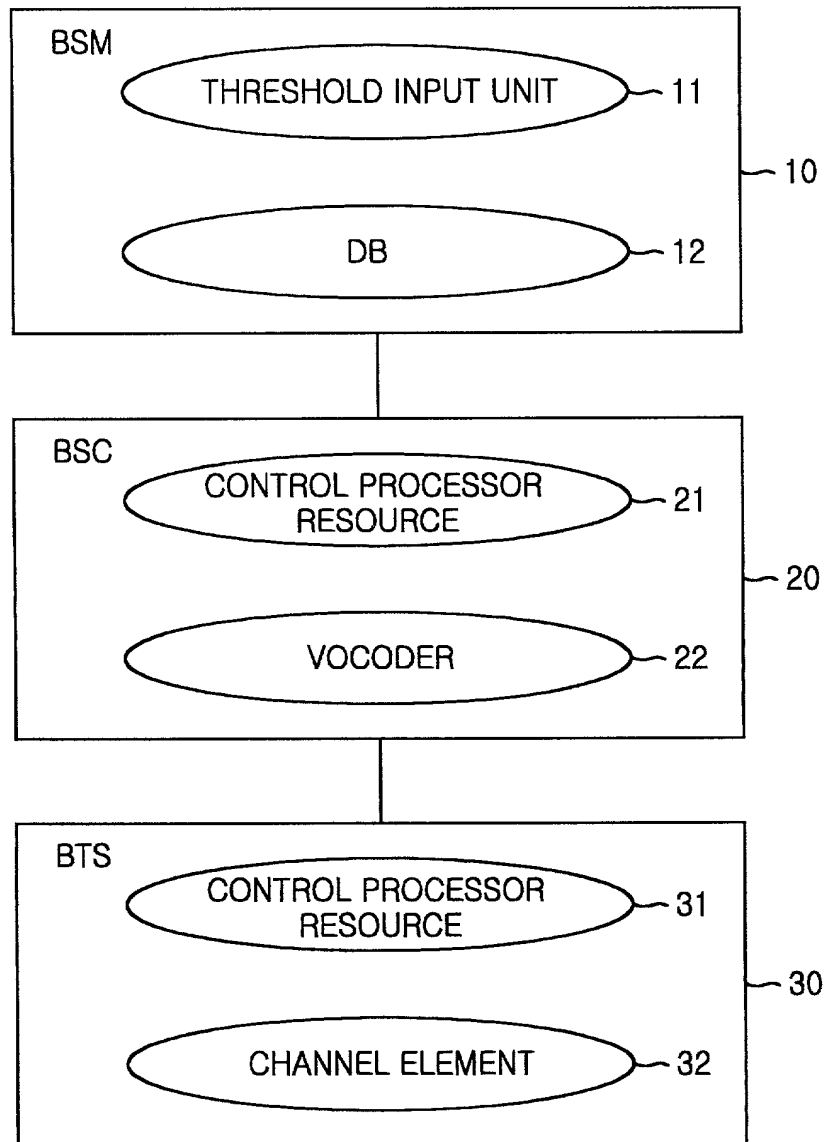 BSM
THRESHOLD INPUT UNIT
11
10
DB
12
BSC
CONTROL PROCESSOR
RESOURCE
21
20
VOCODER
22
BTS
CONTROL PROCESSOR
RESOURCE
31
30
CHANNEL ELEMENT
32